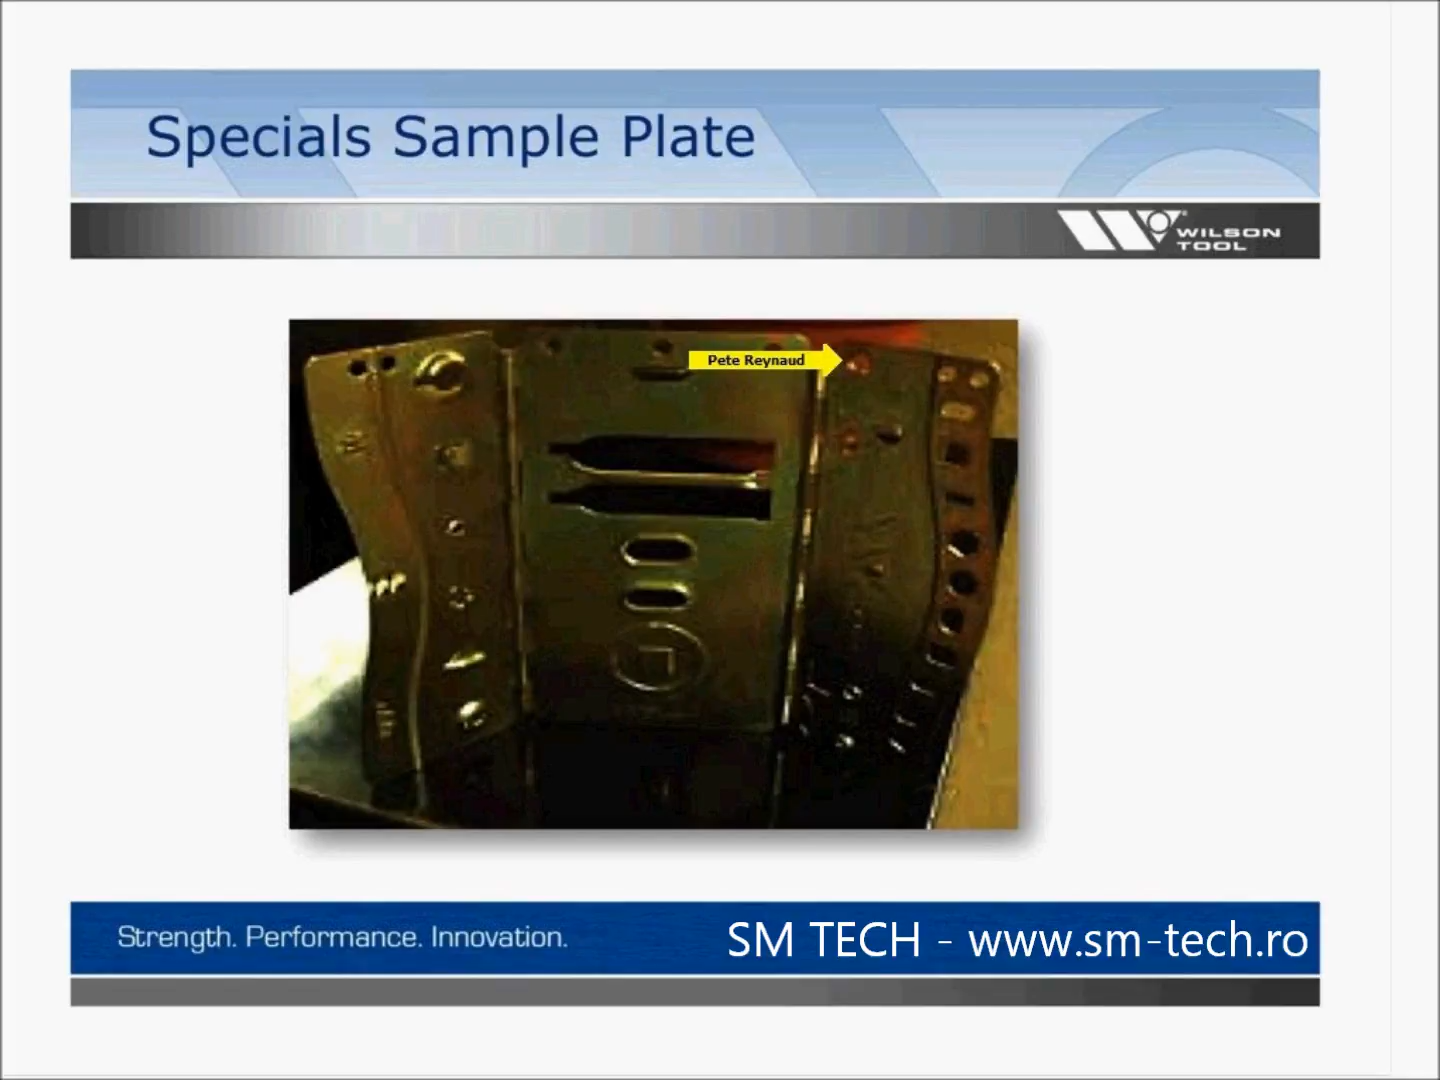 Specials Sample Plate
WILSON
TOOL
Pete Reynaud
Strength. Performance. Innovation.
SM TECH - www.sm-tech.ro